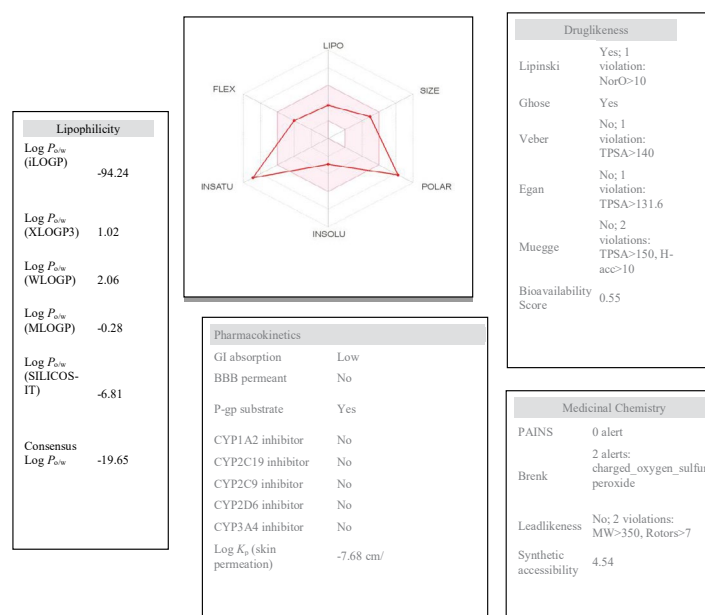 Lipophilicity
Log Po/w
(iLOGP)
-94.24
Log Po/w
(XLOGP3) 1.02
Log Po/w
(WLOGP) 2.06
Log Po/w
(MLOGP) -0.28
Log Po/w
(SILICOS-
IT) -6.81
Consensus
Log Po/w -19.65
LIPO
FLEX
SIZE
INSATU
POLAR
INSOLU
Pharmacokinetics
GI absorption Low
BBB permeant No
P-gp substrate Yes
CYP1A2 inhibitor No
CYP2C19 inhibitor No
CYP2C9 inhibitor No
CYP2D6 inhibitor No
CYP3A4 inhibitor No
Log Kp (skin
permeation) -7.68 cm/
Druglikeness
Yes; 1
Lipinski violation:
NorO>10
Ghose Yes
No; 1
Veber violation:
TPSA>140
No; 1
Egan violation:
TPSA>131.6
No; 2
Muegge violations:
TPSA>150, H-
acc>10
Bioavailability
Score 0.55
Medicinal Chemistry
PAINS 0 alert
2 alerts:
Brenk charged_oxygen_sulfur
peroxide
Leadlikeness No; 2 violations:
MW>350, Rotors>7
Synthetic
accessibility 4.54